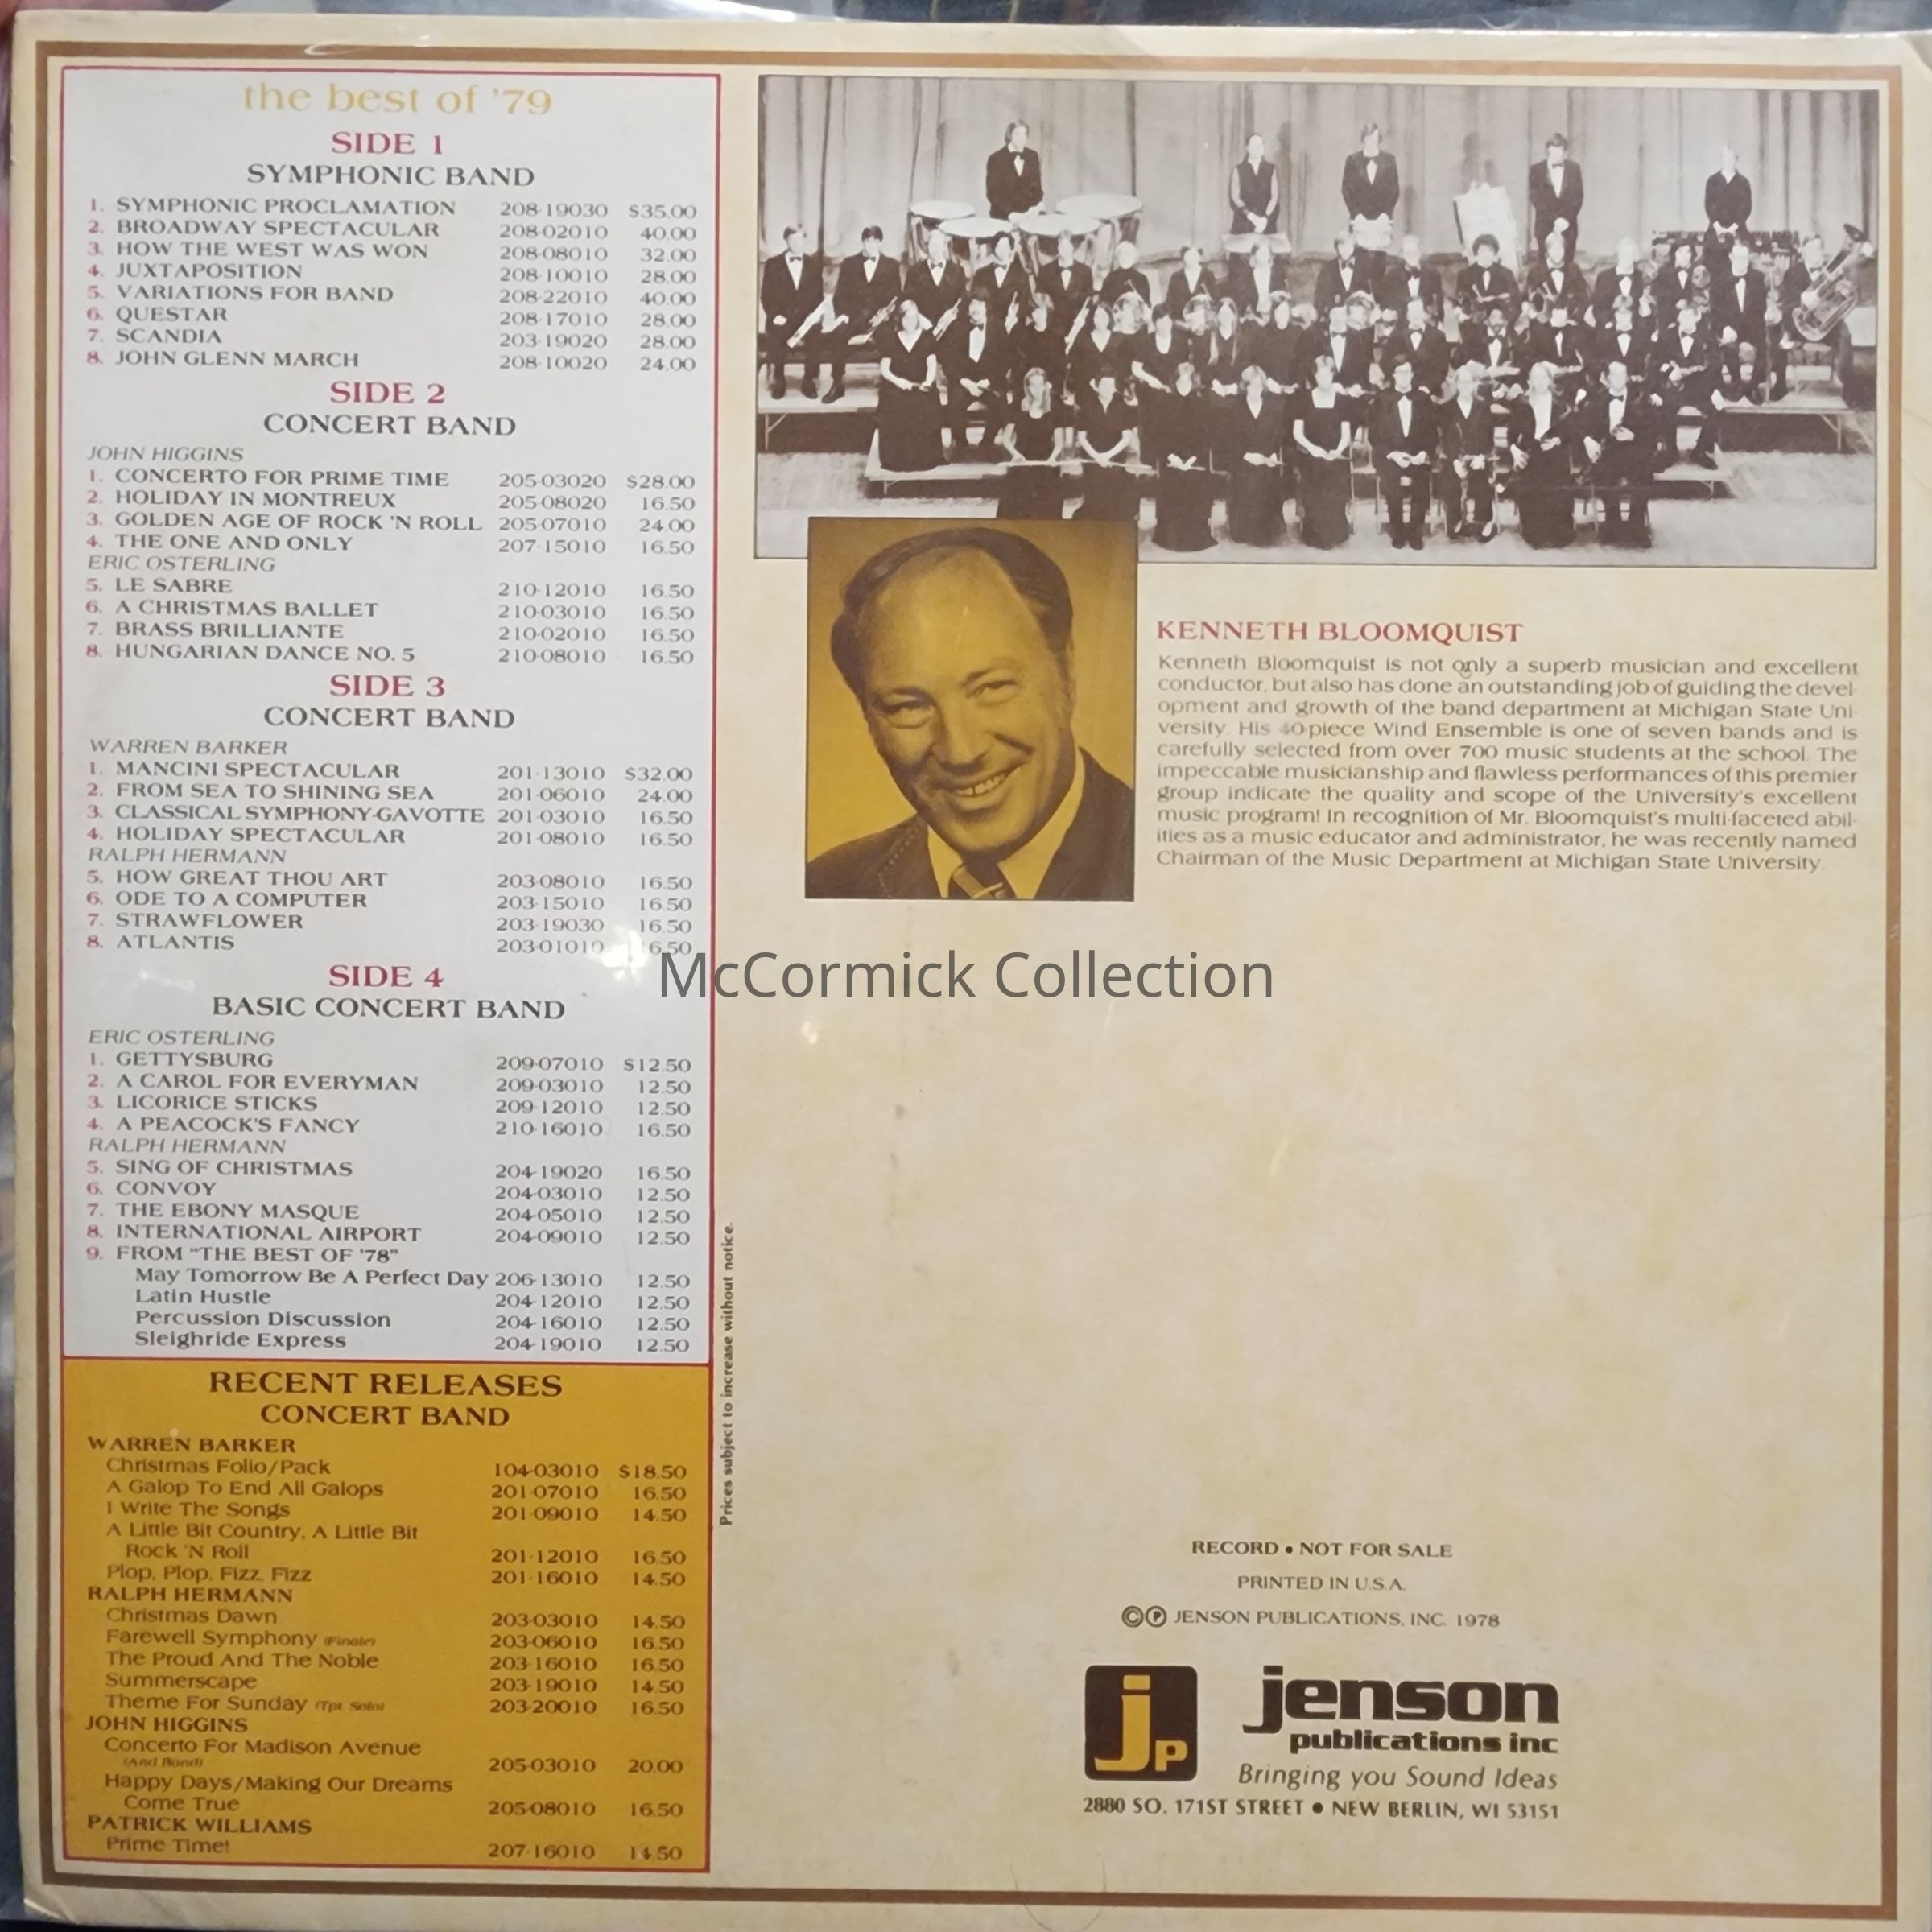 the best of '79
SIDE 1
SYMPHONIC BAND
1. SYMPHONIC PROCLAMATION 208-19030 $35.00
2. BROADWAY SPECTACULAR 208-02010 40.00
3. HOW THE WEST WAS WON 208-08010 32.00
4. JUXTAPOSITION 208-10010 28.00
5. VARIATIONS FOR BAND 208-22010 40.00
6. QUESTAR 208-17010 28.00
7. SCANDIA 203-19020 28.00
8. JOHN GLENN MARCH 208-10020 24.00
SIDE 2
CONCERT BAND
JOHN HIGGINS
1. CONCERTO FOR PRIME TIME 205-03020 $28.00
2. HOLIDAY IN MONTREUX 205-08020 16.50
3. GOLDEN AGE OF ROCK 'N ROLL 205-07010 24.00
4. THE ONE AND ONLY 207-15010 16.50
ERIC OSTERLING
5. LE SABRE 210-12010 16.50
6. A CHRISTMAS BALLET 210-03010 16.50
7. BRASS BRILLIANTE 210-02010 16.50
8. HUNGARIAN DANCE NO. 5 210-08010 16.50
SIDE 3
CONCERT BAND
WARREN BARKER
1. MANCINI SPECTACULAR 201-13010 $32.00
2. FROM SEA TO SHINING SEA 201-06010 24.00
3. CLASSICAL SYMPHONY-GAVOTTE 201-03010 16.50
4. HOLIDAY SPECTACULAR 201-08010 16.50
RALPH HERMANN
5. HOW GREAT THOU ART 203-08010 16.50
6. ODE TO A COMPUTER 203-15010 16.50
7. STRAWFLOWER 203-19030 16.50
8. ATLANTIS 203-01010 16.50
SIDE 4
BASIC CONCERT BAND
ERIC OSTERLING
1. GETTYSBURG 209-07010 $12.50
2. A CAROL FOR EVERYMAN 209-03010 12.50
3. LICORICE STICKS 209-12010 12.50
4. A PEACOCK'S FANCY 210-16010 16.50
RALPH HERMANN
5. SING OF CHRISTMAS 204-19020 16.50
6. CONVOY 204-03010 12.50
7. THE EBONY MASQUE 204-05010 12.50
8. INTERNATIONAL AIRPORT 204-09010 12.50
9. FROM "THE BEST OF '78"
May Tomorrow Be A Perfect Day 206-13010 12.50
Latin Hustle 204-12010 12.50
Percussion Discussion 204-16010 12.50
Sleighride Express 204-19010 12.50
RECENT RELEASES
CONCERT BAND
WARREN BARKER
Christmas Folio/Pack 104-03010 $18.50
A Galop To End All Galops 201-07010 16.50
I Write The Songs 201-09010 14.50
A Little Bit Country, A Little Bit
Rock 'N Roll 201-12010 16.50
Plop, Plop, Fizz, Fizz 201-16010 14.50
RALPH HERMANN
Christmas Dawn 203-03010 14.50
Farewell Symphony (Finale) 203-06010 16.50
The Proud And The Noble 203-16010 16.50
Summerscape 203-19010 14.50
Theme For Sunday (Tpt. Solo) 203-20010 16.50
JOHN HIGGINS
Concerto For Madison Avenue
(And Band) 205-03010 20.00
Happy Days/Making Our Dreams
Come True 205-08010 16.50
PATRICK WILLIAMS
Prime Time! 207-16010 14.50
Prices subject to increase without notice.
KENNETH BLOOMQUIST
Kenneth Bloomquist is not only a superb musician and excellent
conductor, but also has done an outstanding job of guiding the devel-
opment and growth of the band department at Michigan State Uni-
versity. His 40-piece Wind Ensemble is one of seven bands and is
carefully selected from over 700 music students at the school. The
impeccable musicianship and flawless performances of this premier
group indicate the quality and scope of the University's excellent
music program! In recognition of Mr. Bloomquist's multi-faceted abil-
ities as a music educator and administrator, he was recently named
Chairman of the Music Department at Michigan State University.
McCormick Collection
RECORD • NOT FOR SALE
PRINTED IN U.S.A.
©℗ JENSON PUBLICATIONS, INC. 1978
jp
jenson
publications inc
Bringing you Sound Ideas
2880 SO. 171ST STREET • NEW BERLIN, WI 53151